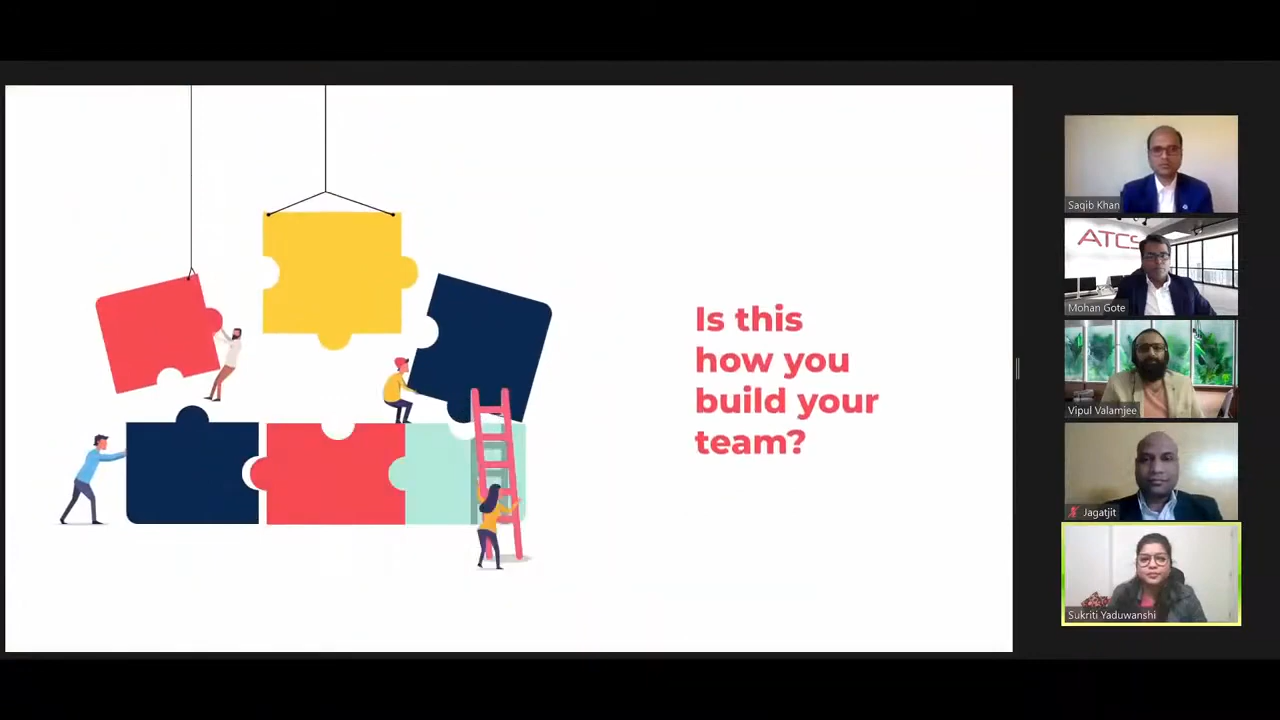 Is this
how you
build your
team?
Saqib Khan
ATCS
Mohan Gote
Vipul Valamjee
Jagatjit
Sukriti Yaduwanshi